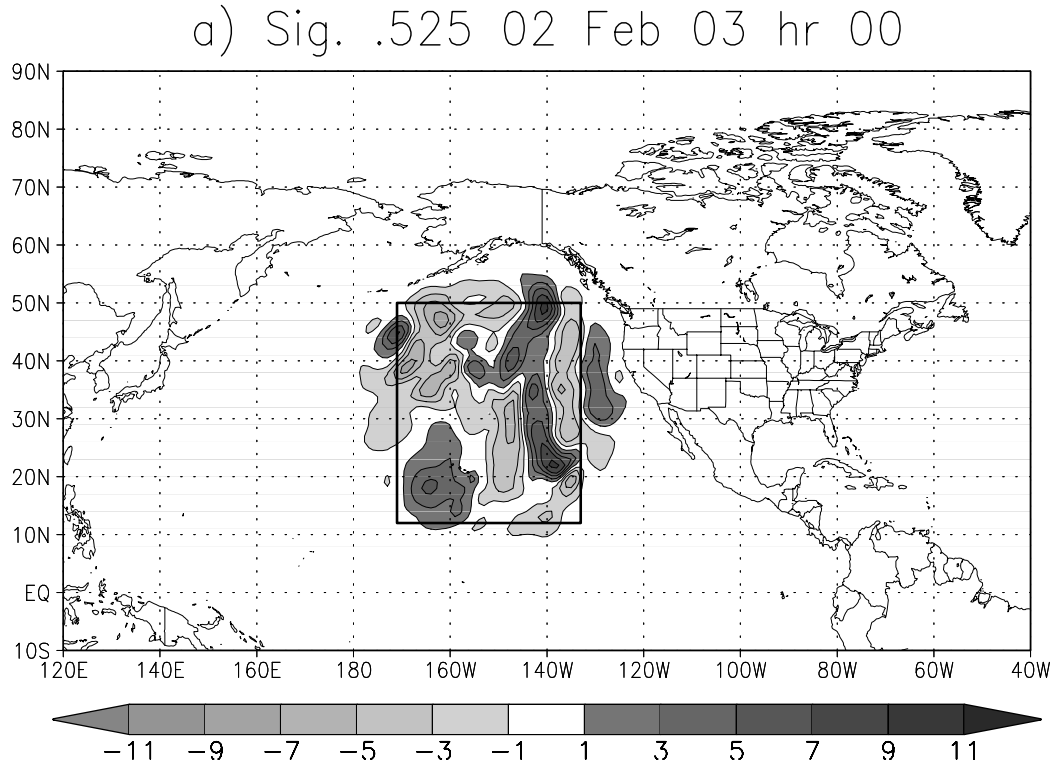 a) Sig. .525 02 Feb 03 hr 00
90N
80N
70N
60N
50N
40N
30N
20N
10N
EQ
10S
120E 140E 160E 180 160W 140W 120W 100W 80W 60W 40W
−11 −9 −7 −5 −3 −1 1 3 5 7 9 11